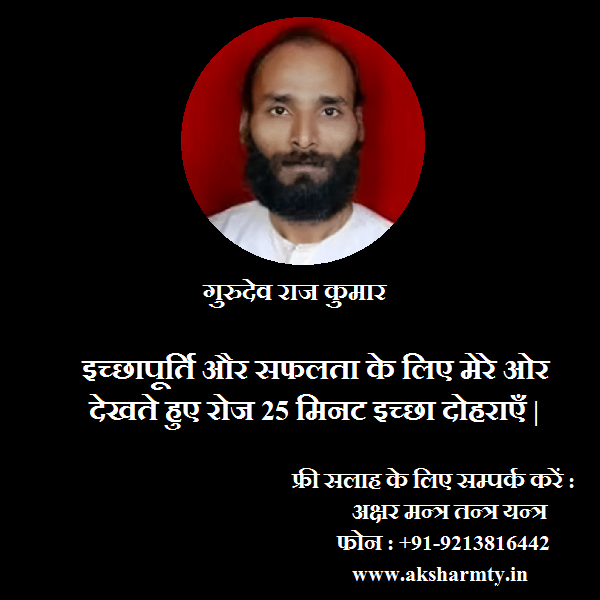 गुरुदेव राज कुमार
इच्छापूर्ति और सफलता के लिए मेरे ओर
देखते हुए रोज 25 मिनट इच्छा दोहराएँ |
फ्री सलाह के लिए सम्पर्क करें :
अक्षर मन्त्र तन्त्र यन्त्र
फोन : +91-9213816442
www.aksharmty.in